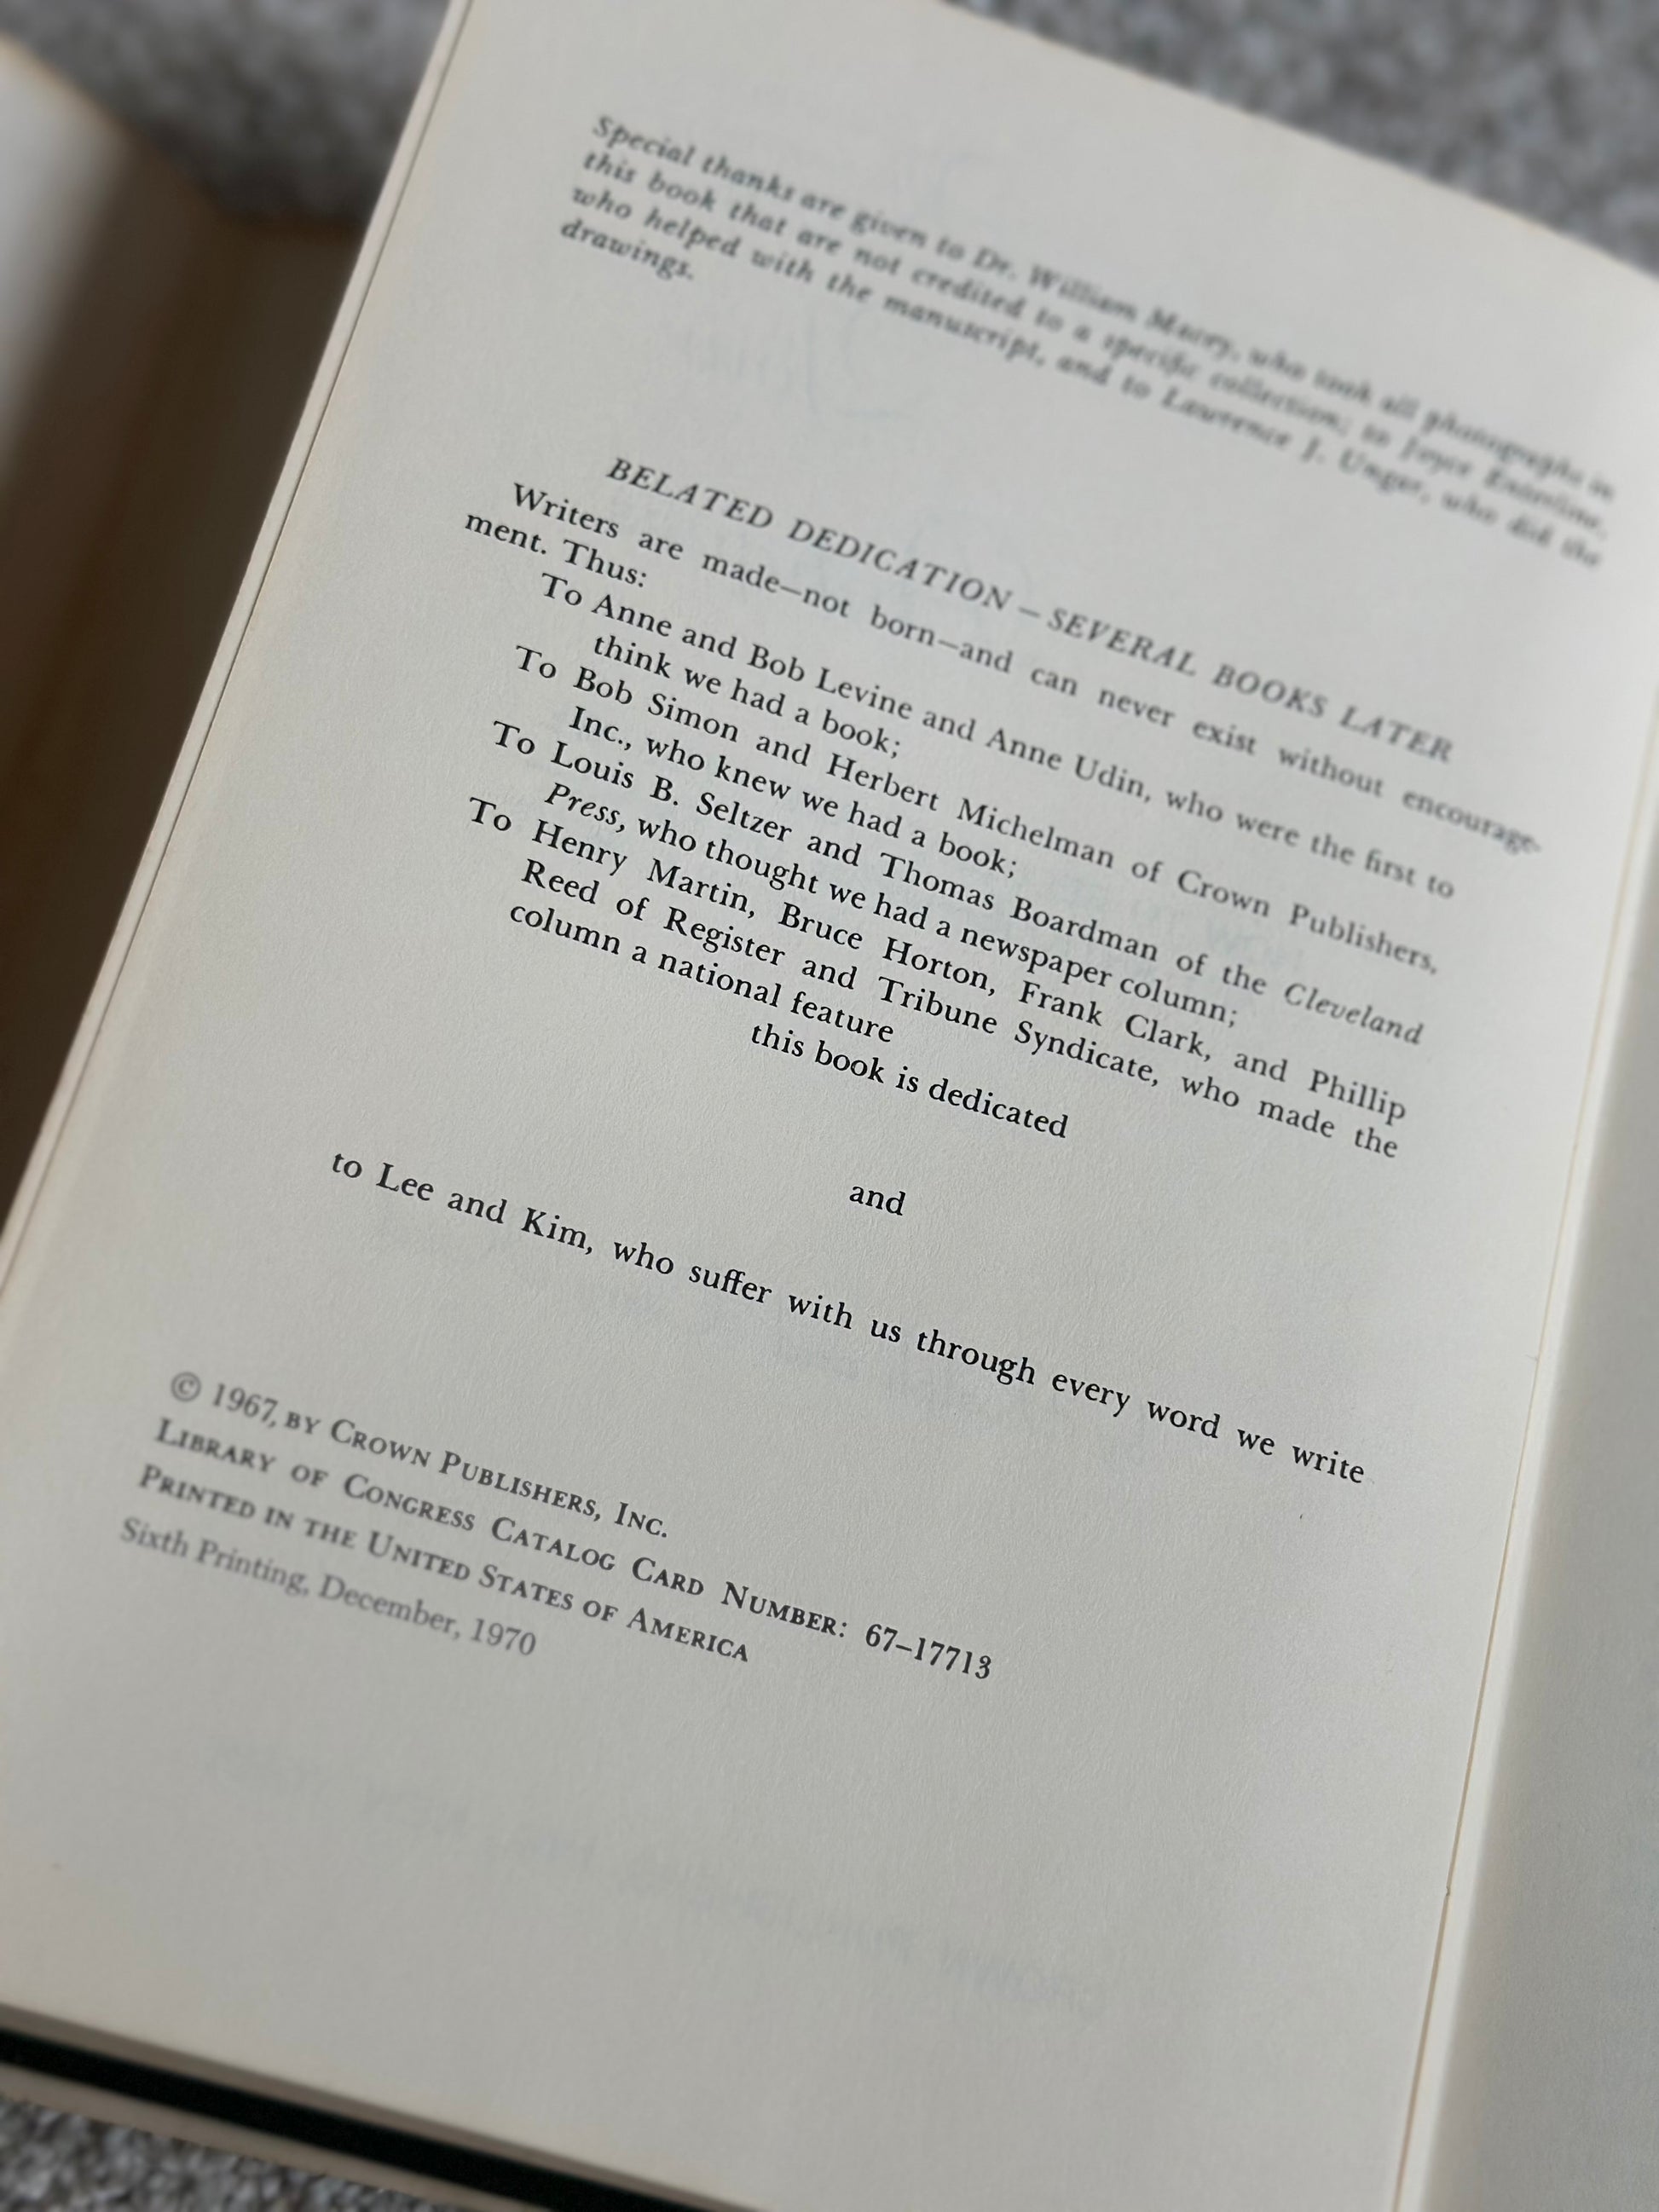 Special thanks are given to Dr. William Macey, who took all photographs in
this book that are not credited to a specific collection; to Joyce
who helped with the manuscript, and to Lawrence J. Unger, who did the
drawings.
BELATED DEDICATION – SEVERAL BOOKS LATER
Writers are made—not born—and can never exist without encourage-
ment. Thus:
To Anne and Bob Levine and Anne Udin, who were the first to
think we had a book;
To Bob Simon and Herbert Michelman of Crown Publishers,
Inc., who knew we had a book;
To Louis B. Seltzer and Thomas Boardman of the Cleveland
Press, who thought we had a newspaper column;
To Henry Martin, Bruce Horton, Frank Clark, and Phillip
Reed of Register and Tribune Syndicate, who made the
column a national feature
this book is dedicated
and
to Lee and Kim, who suffer with us through every word we write
© 1967, BY CROWN PUBLISHERS, INC.
LIBRARY OF CONGRESS CATALOG CARD NUMBER: 67–17713
PRINTED IN THE UNITED STATES OF AMERICA
Sixth Printing, December, 1970